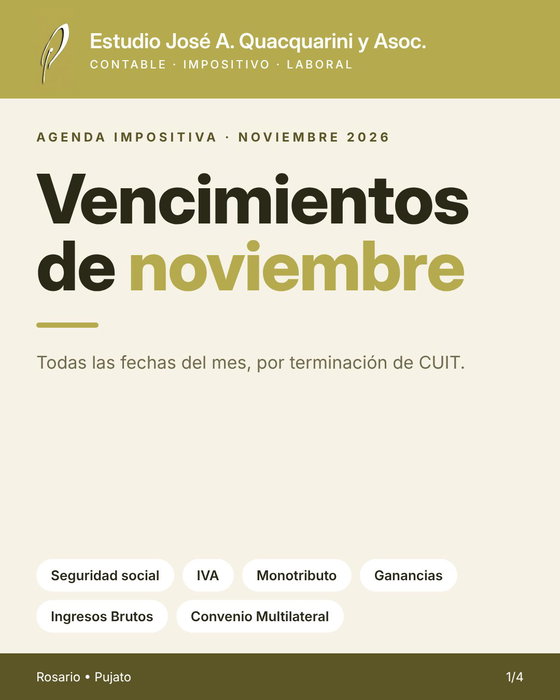 Estudio José A. Quacquarini y Asoc.
CONTABLE · IMPOSITIVO · LABORAL
AGENDA IMPOSITIVA · NOVIEMBRE 2026
Vencimientos
de noviembre
Todas las fechas del mes, por terminación de CUIT.
Seguridad social IVA Monotributo Ganancias
Ingresos Brutos Convenio Multilateral
Rosario • Pujato 1/4